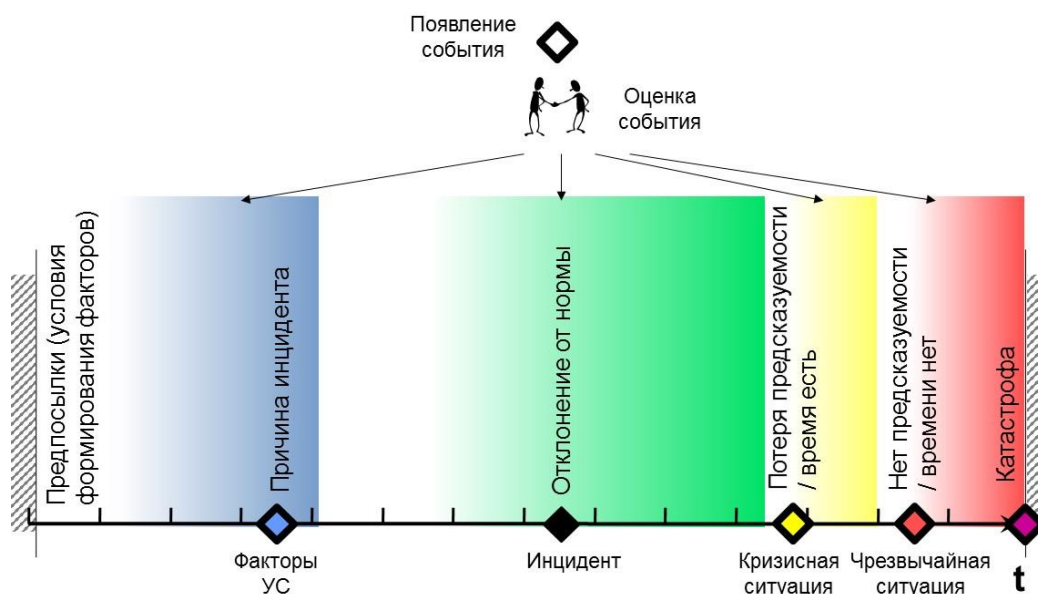 Появление
события
Оценка
события
Предпосылки (условия
формирования факторов)
Причина инцидента
Отклонение от нормы
Потеря предсказуемости
/ время есть
Нет предсказуемости
/ времени нет
Катастрофа
Факторы
УС
Инцидент
Кризисная
ситуация
Чрезвычайная
ситуация
t